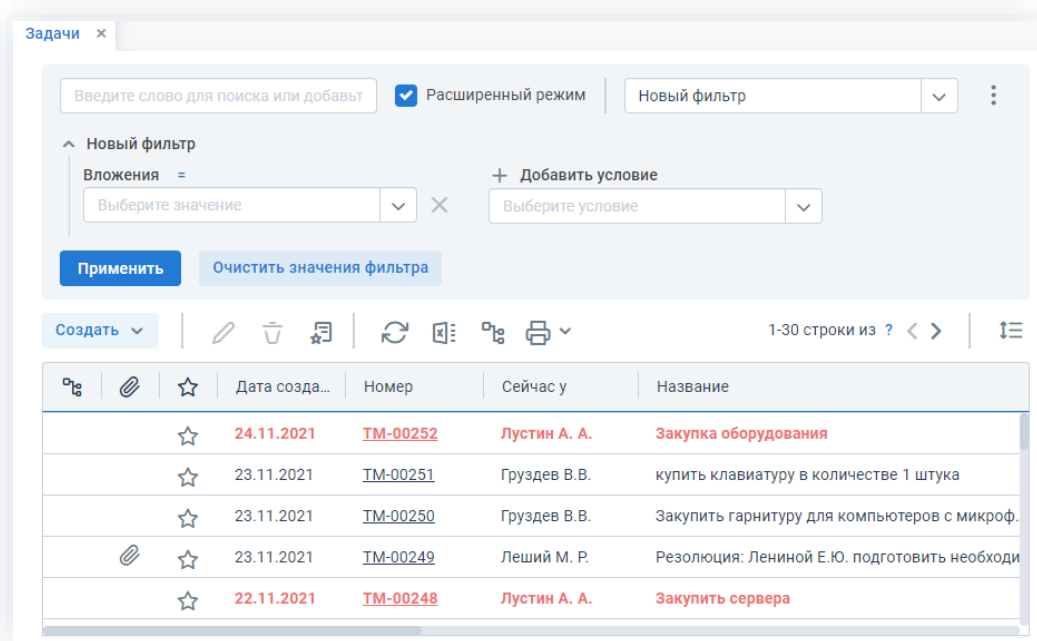 Задачи ×
Введите слово для поиска или добавьт
Расширенный режим
Новый фильтр
Новый фильтр
Вложения =
+ Добавить условие
Выберите значение
Выберите условие
Применить
Очистить значения фильтра
Создать
1-30 строки из ?
Дата созда... Номер Сейчас у Название
24.11.2021 ТМ-00252 Лустин А. А. Закупка оборудования
23.11.2021 ТМ-00251 Груздев В.В. купить клавиатуру в количестве 1 штука
23.11.2021 ТМ-00250 Груздев В.В. Закупить гарнитуру для компьютеров с микроф.
23.11.2021 ТМ-00249 Леший М. Р. Резолюция: Лениной Е.Ю. подготовить необходи
22.11.2021 ТМ-00248 Лустин А. А. Закупить сервера